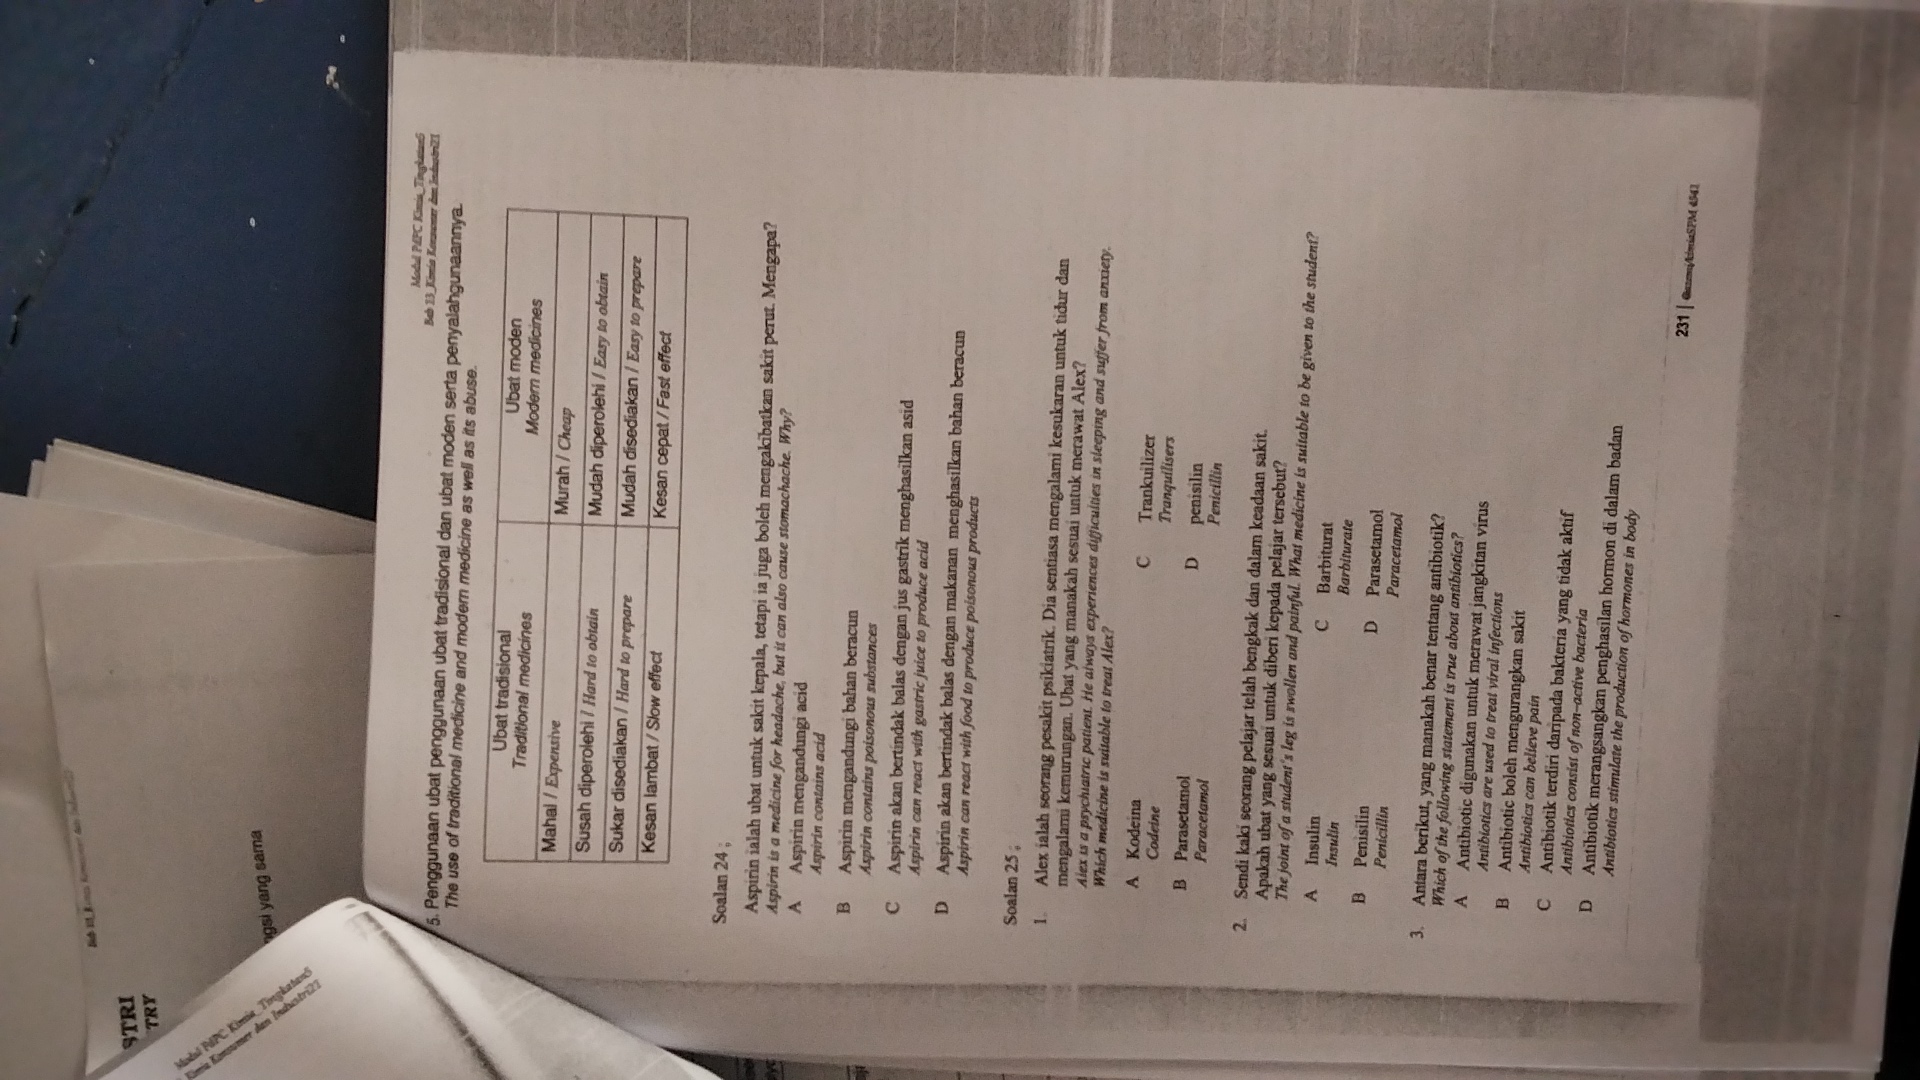 Modul PdPC Kimia_Tingkatan5
Bab 13_Kimia Konsumer dan Industri21
5. Penggunaan ubat penggunaan ubat tradisional dan ubat moden serta penyalahgunaannya.
The use of traditional medicine and modern medicine as well as its abuse.
Ubat tradisional
Traditional medicines
Ubat moden
Modern medicines
Mahal / Expensive
Murah / Cheap
Susah diperolehi / Hard to obtain
Mudah diperolehi / Easy to obtain
Sukar disediakan / Hard to prepare
Mudah disediakan / Easy to prepare
Kesan lambat / Slow effect
Kesan cepat / Fast effect
Soalan 24 ;
Aspirin ialah ubat untuk sakit kepala, tetapi ia juga boleh mengakibatkan sakit perut. Mengapa?
Aspirin is a medicine for headache, but it can also cause stomachache. Why?
A Aspirin mengandungi acid
Aspirin contains acid
B Aspirin mengandungi bahan beracun
Aspirin contains poisonous substances
C Aspirin akan bertindak balas dengan jus gastrik menghasilkan asid
Aspirin can react with gastric juice to produce acid
D Aspirin akan bertindak balas dengan makanan menghasilkan bahan beracun
Aspirin can react with food to produce poisonous products
Soalan 25 ;
1. Alex ialah seorang pesakit psikiatrik. Dia sentiasa mengalami kesukaran untuk tidur dan
mengalami kemurungan. Ubat yang manakah sesuai untuk merawat Alex?
Alex is a psychiatric patient. He always experiences difficulties in sleeping and suffer from anxiety.
Which medicine is suitable to treat Alex?
A Kodeina
Codeine
B Parasetamol
Paracetamol
C Trankuilizer
Tranquilisers
D penisilin
Penicillin
2. Sendi kaki seorang pelajar telah bengkak dan dalam keadaan sakit.
Apakah ubat yang sesuai untuk diberi kepada pelajar tersebut?
The joint of a student's leg is swollen and painful. What medicine is suitable to be given to the student?
A Insulin
Insulin
B Penisilin
Penicillin
C Barbiturat
Barbiturate
D Parasetamol
Paracetamol
3. Antara berikut, yang manakah benar tentang antibiotik?
Which of the following statement is true about antibiotics?
A Antibiotic digunakan untuk merawat jangkitan virus
Antibiotics are used to treat viral infections
B Antibiotic boleh mengurangkan sakit
Antibiotics can believe pain
C Antibiotik terdiri daripada bakteria yang tidak aktif
Antibiotics consist of non-active bacteria
D Antibiotik merangsangkan penghasilan hormon di dalam badan
Antibiotics stimulate the production of hormones in body
231 |
STRI
TRY
ngsi yang sama
Modul PdPC Kimia_Tingkatan5
Kimia Konsumer dan Industri21